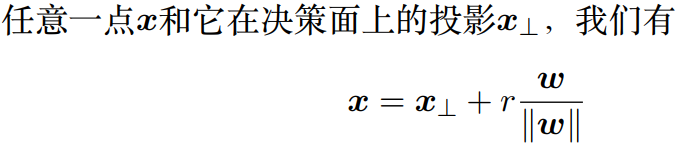 任意一点𝒙和它在决策面上的投影𝒙⊥，我们有
𝒙 = 𝒙⊥ + r 𝒘/‖𝒘‖